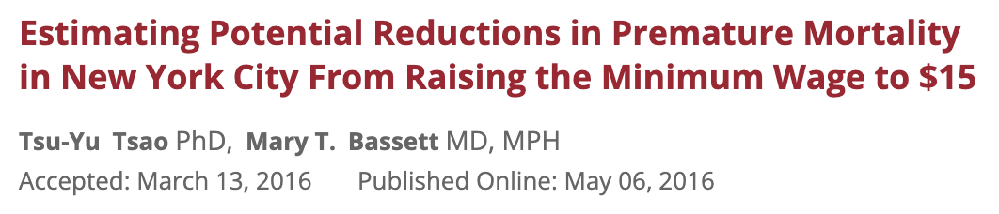 Estimating Potential Reductions in Premature Mortality
in New York City From Raising the Minimum Wage to $15
Tsu-Yu Tsao PhD, Mary T. Bassett MD, MPH
Accepted: March 13, 2016 Published Online: May 06, 2016